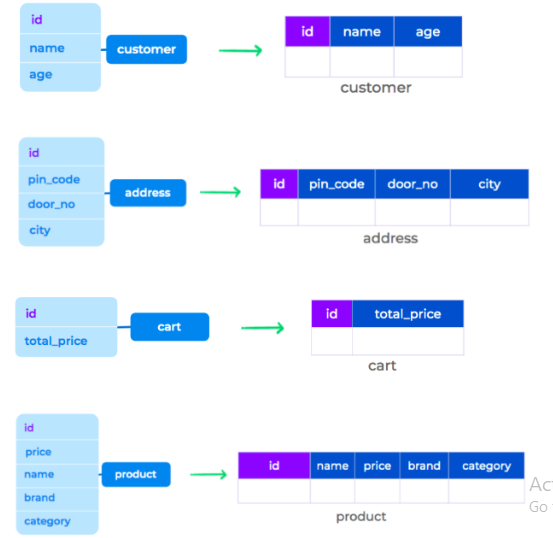 id
name
age
customer
id name age
customer
id
pin_code
door_no
city
address
id pin_code door_no city
address
id
total_price
cart
id total_price
cart
id
price
name
brand
category
product
id name price brand category
product
Go